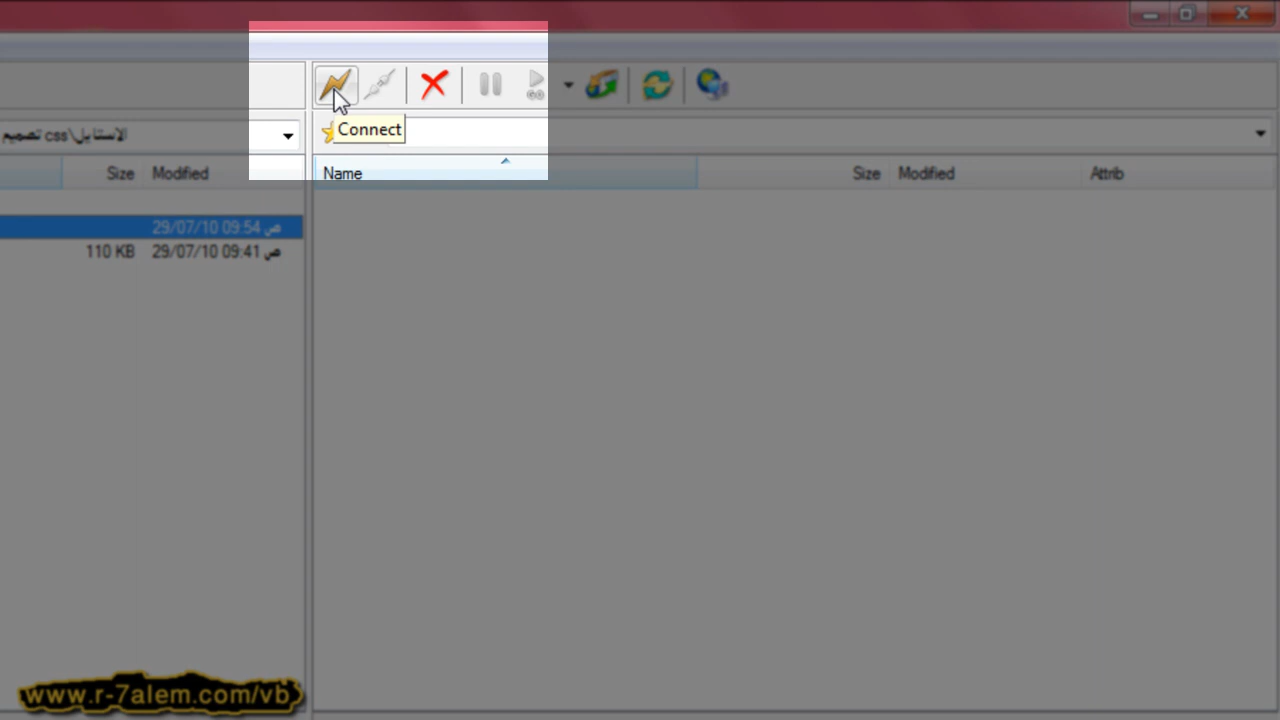 GO
تصميم css\الاستايل
Connect
Size Modified
Name Size Modified Attrib
29/07/10 09:54 ص
110 KB 29/07/10 09:41 ص
www.r-7alem.com/vb